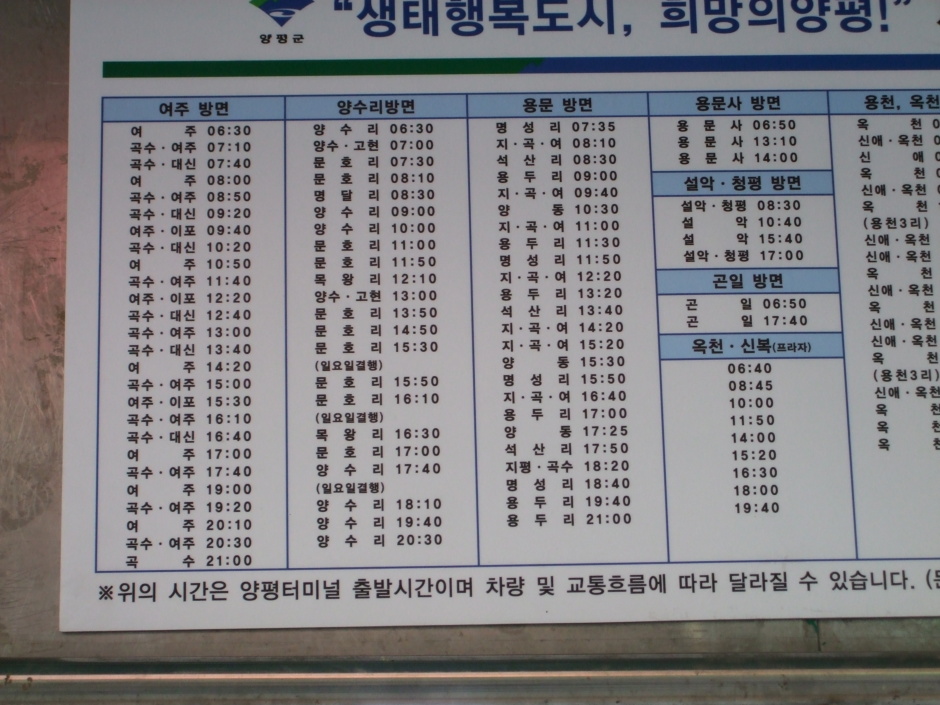 양평군
"생태행복도시, 희망의양평!"
여주 방면
여 주 06:30
곡수·여주 07:10
곡수·대신 07:40
여 주 08:00
곡수·여주 08:50
곡수·대신 09:20
여주·이포 09:40
곡수·대신 10:20
여 주 10:50
곡수·여주 11:40
여주·이포 12:20
곡수·대신 12:40
곡수·여주 13:00
곡수·대신 13:40
여 주 14:20
곡수·여주 15:00
여주·이포 15:30
곡수·여주 16:10
곡수·대신 16:40
여 주 17:00
곡수·여주 17:40
여 주 19:00
곡수·여주 19:20
여 주 20:10
곡수·여주 20:30
곡 수 21:00
양수리방면
양 수 리 06:30
양수·고현 07:00
문 호 리 07:30
문 호 리 08:10
명 달 리 08:30
양 수 리 09:00
양 수 리 10:00
문 호 리 11:00
문 호 리 11:50
목 왕 리 12:10
양수·고현 13:00
문 호 리 13:50
문 호 리 14:50
문 호 리 15:30
(일요일결행)
문 호 리 15:50
문 호 리 16:10
(일요일결행)
목 왕 리 16:30
문 호 리 17:00
양 수 리 17:40
(일요일결행)
양 수 리 18:10
양 수 리 19:40
양 수 리 20:30
용문 방면
명 성 리 07:35
지·곡·여 08:10
석 산 리 08:30
용 두 리 09:00
지·곡·여 09:40
양 동 10:30
지·곡·여 11:00
용 두 리 11:30
명 성 리 11:50
지·곡·여 12:20
용 두 리 13:20
석 산 리 13:40
지·곡·여 14:20
지·곡·여 15:20
양 동 15:30
명 성 리 15:50
지·곡·여 16:40
용 두 리 17:00
양 동 17:25
석 산 리 17:50
지평·곡수 18:20
명 성 리 18:40
용 두 리 19:40
용 두 리 21:00
용문사 방면
용 문 사 06:50
용 문 사 13:10
용 문 사 14:00
설악·청평 방면
설악·청평 08:30
설 악 10:40
설 악 15:40
설악·청평 17:00
곤일 방면
곤 일 06:50
곤 일 17:40
옥천·신복(프라자)
06:40
08:45
10:00
11:50
14:00
15:20
16:30
18:00
19:40
용천, 옥천
옥 천
신애·옥천
신 애
옥 천
신애·옥천
옥 천
(용천3리)
신애·옥천
신애·옥천
옥 천
신애·옥천
옥 천
신애·옥천
신애·옥천
옥 천
(용천3리)
신애·옥천
옥 천
옥 천
옥 천
※위의 시간은 양평터미널 출발시간이며 차량 및 교통흐름에 따라 달라질 수 있습니다.